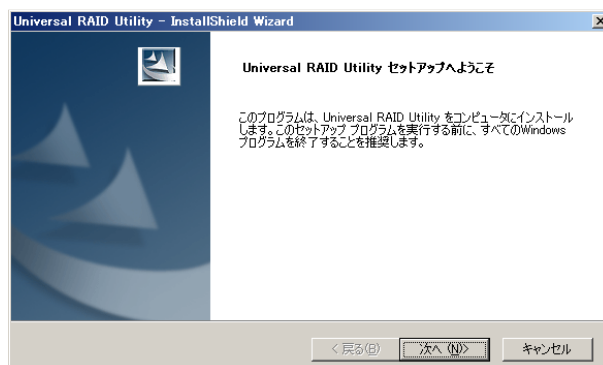 Universal RAID Utility - InstallShield Wizard
Universal RAID Utility セットアップへようこそ
このプログラムは、Universal RAID Utility をコンピュータにインストール
します。このセットアップ プログラムを実行する前に、すべてのWindows
プログラムを終了することを推奨します。
< 戻る(B)
次へ (N)>
キャンセル